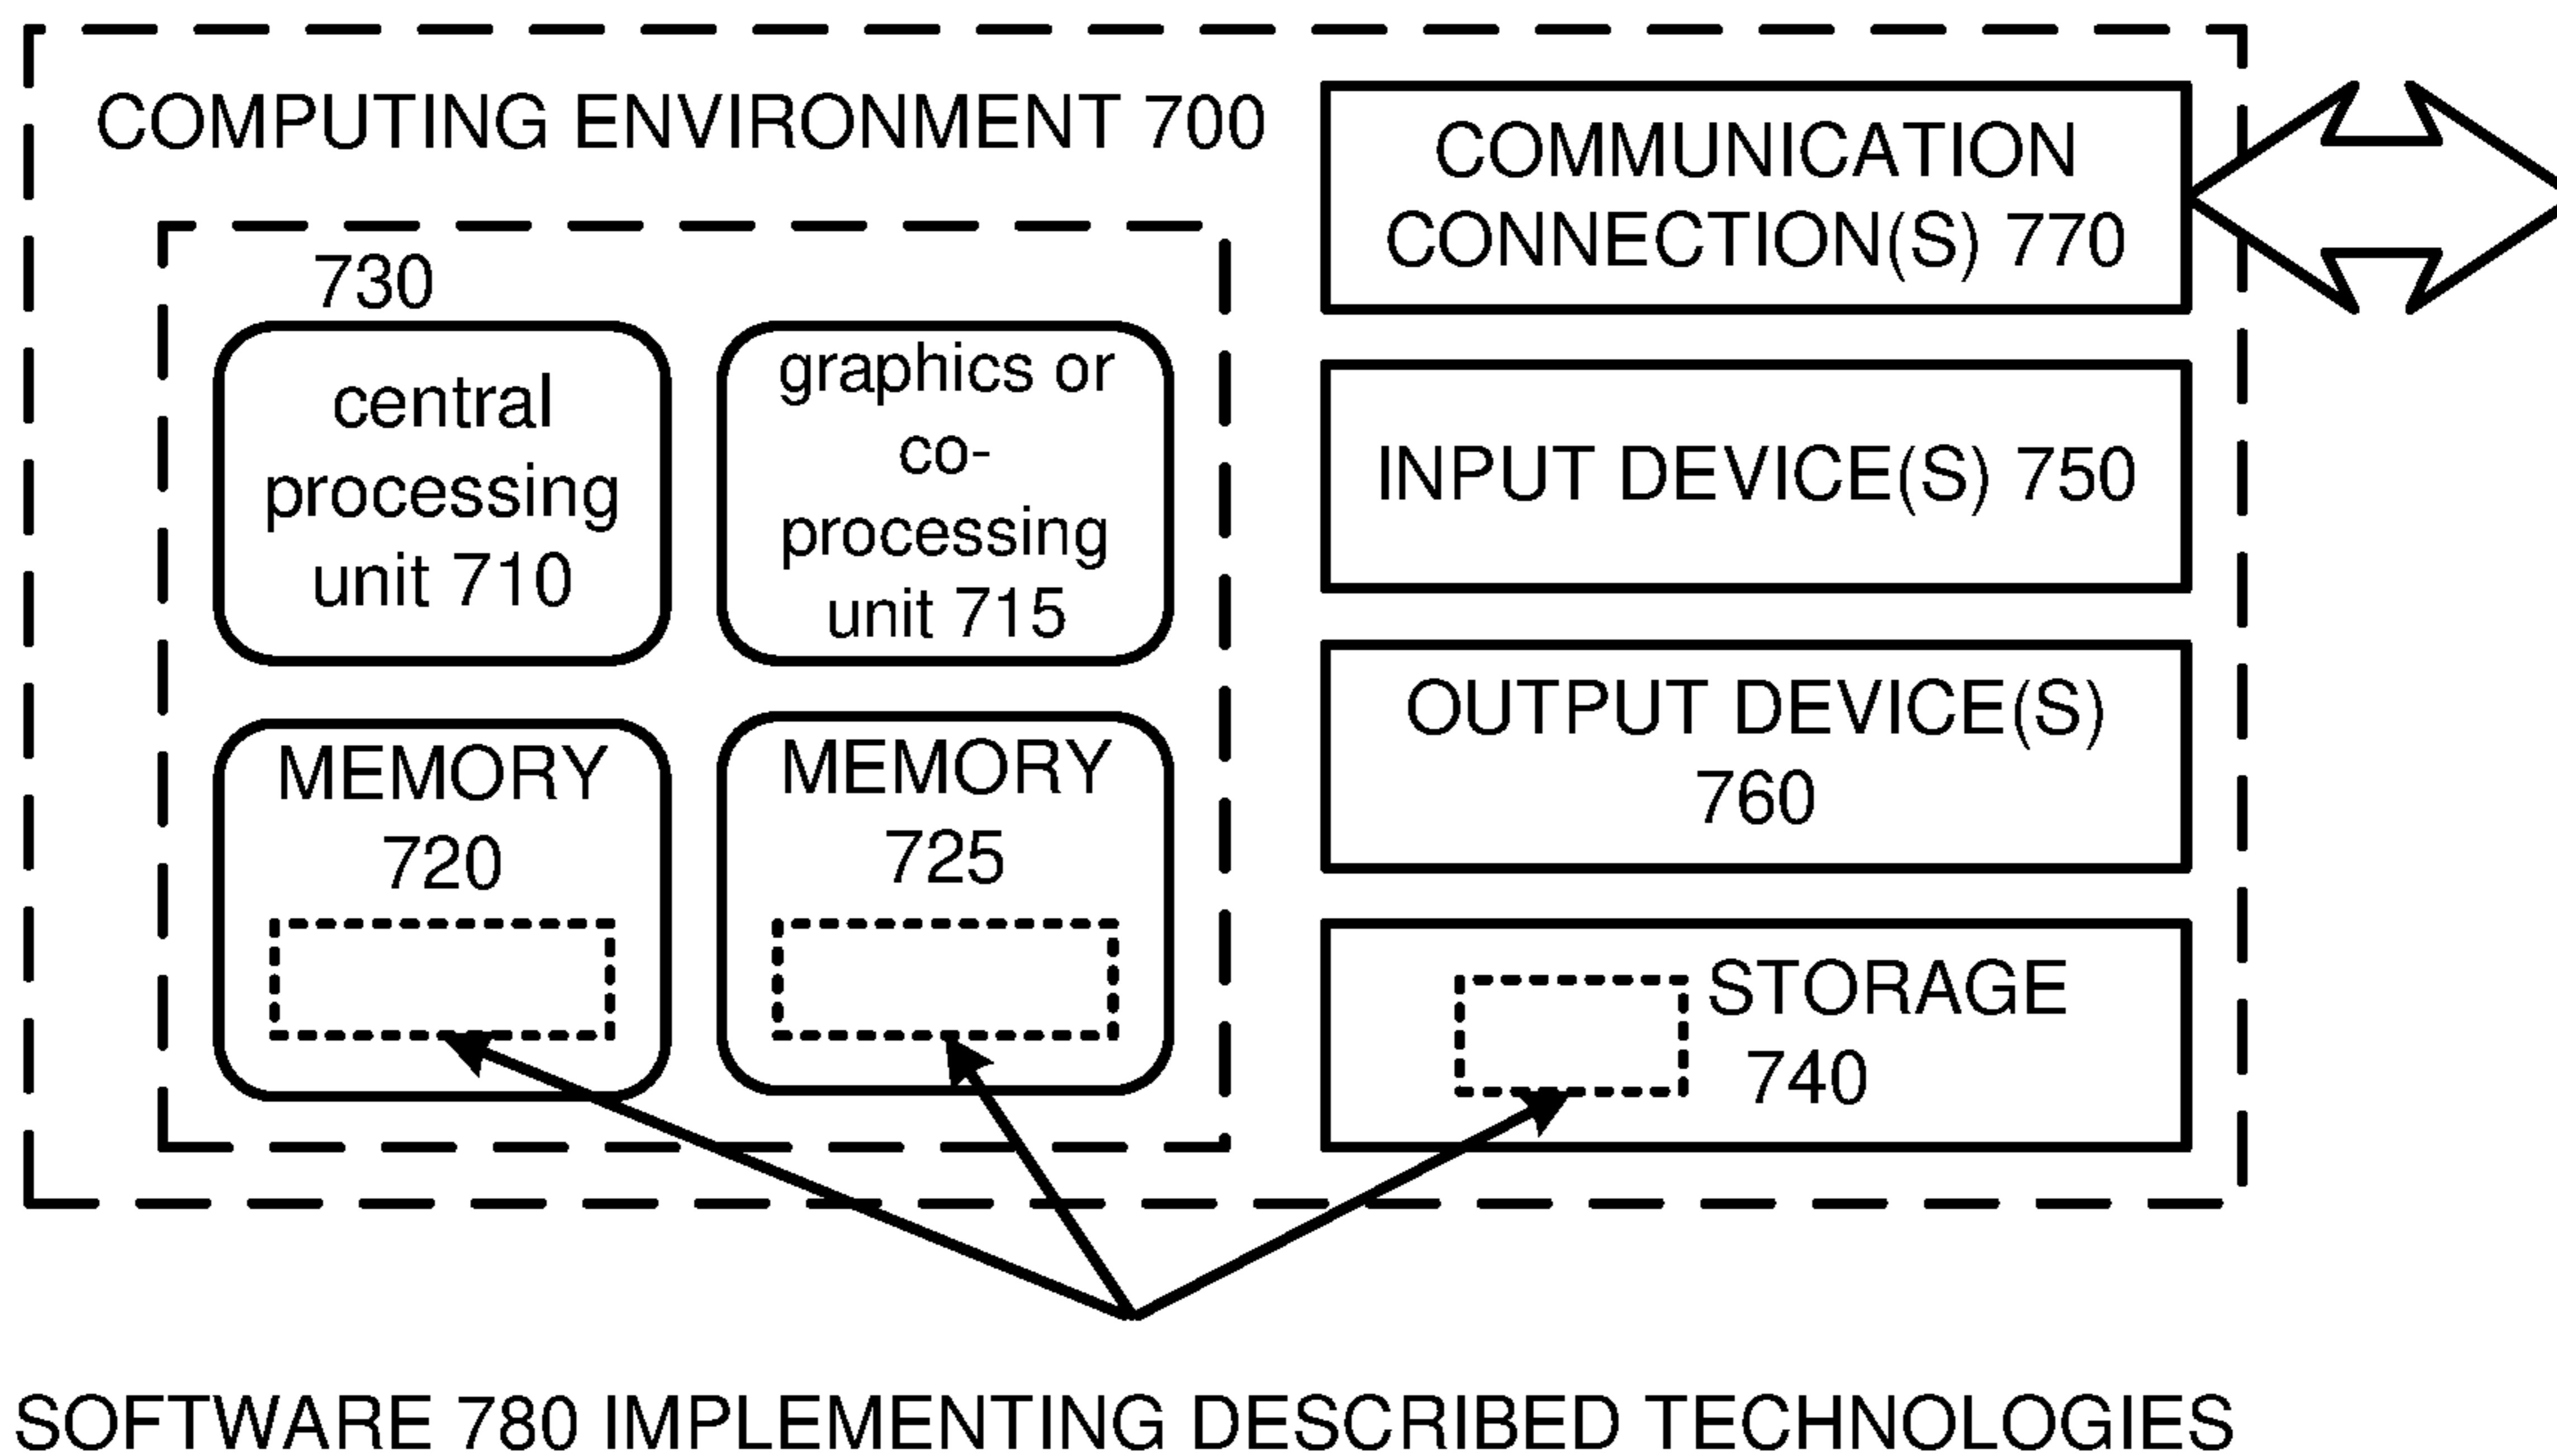 COMPUTING ENVIRONMENT 700
730
central
processing
unit 710
graphics or
co-
processing
unit 715
MEMORY
720
MEMORY
725
COMMUNICATION
CONNECTION(S) 770
INPUT DEVICE(S) 750
OUTPUT DEVICE(S)
760
STORAGE
740
SOFTWARE 780 IMPLEMENTING DESCRIBED TECHNOLOGIES